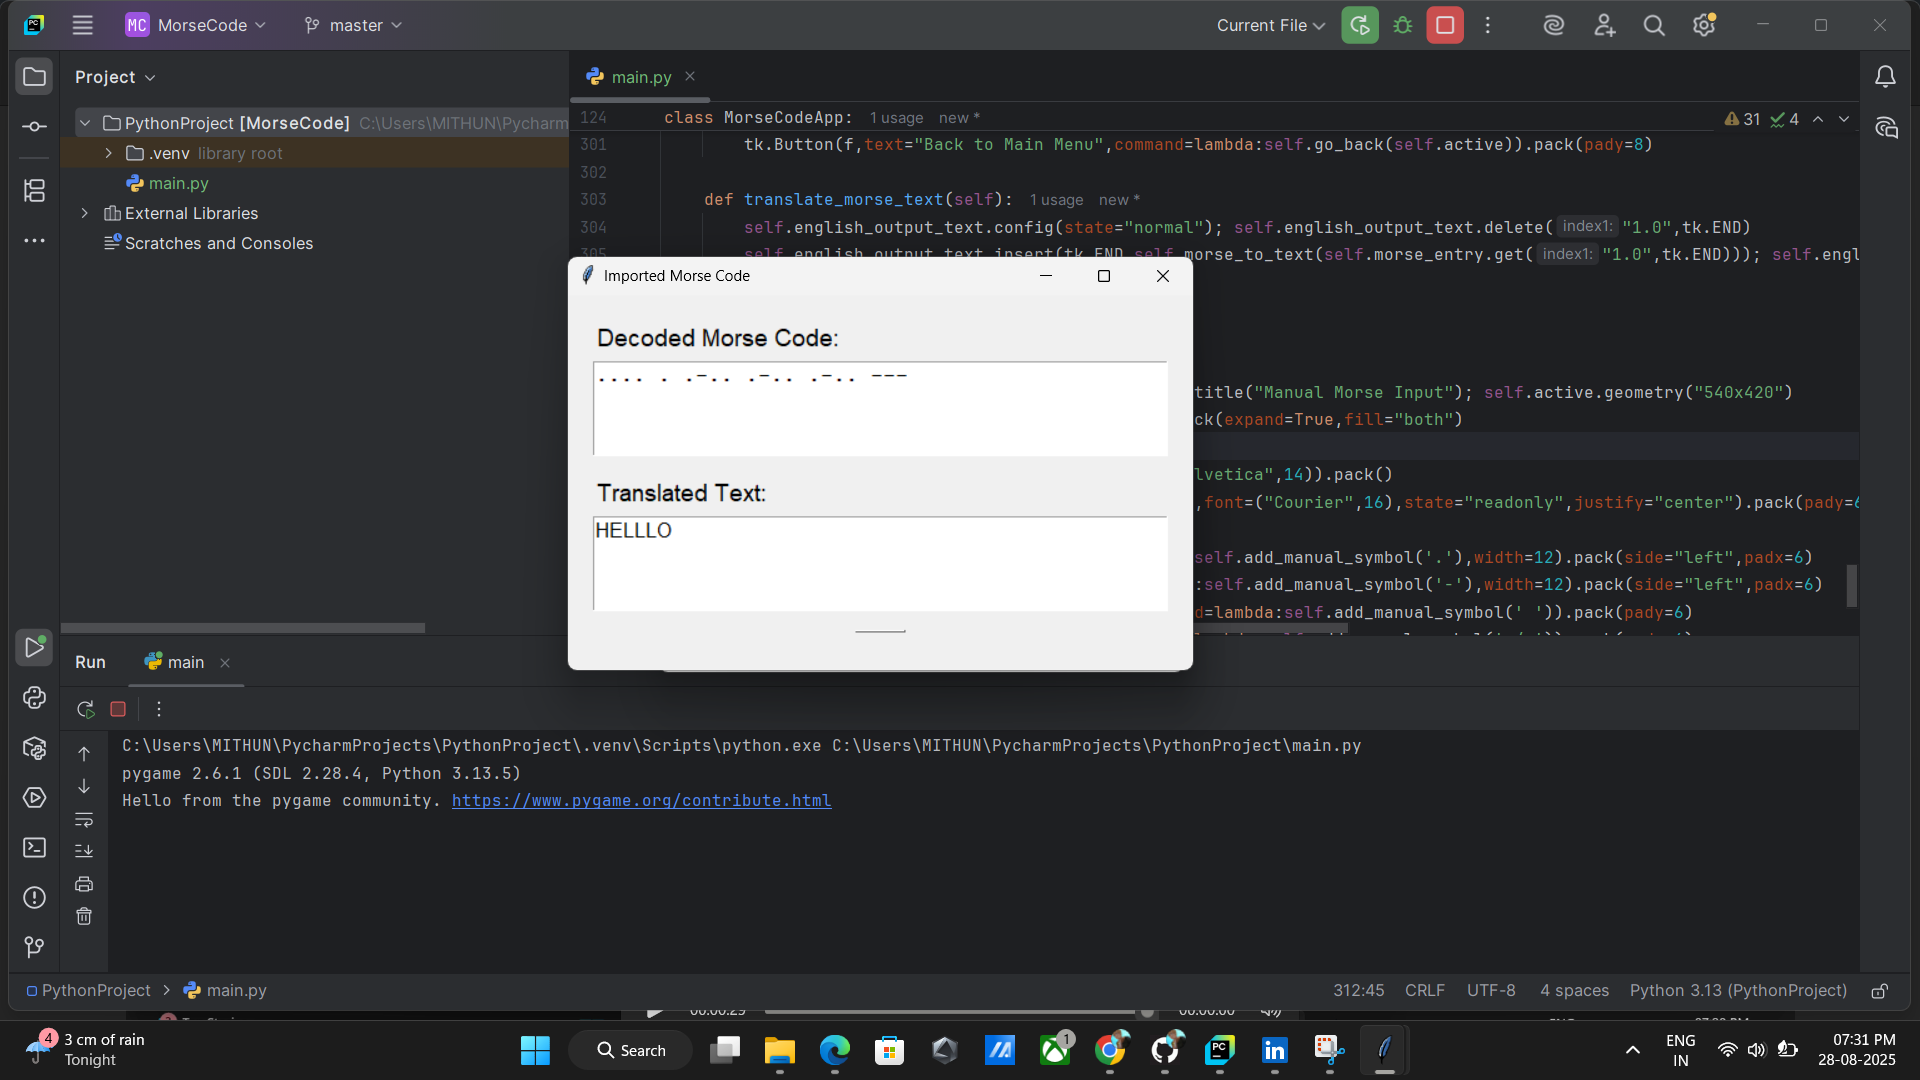 MC MorseCode master Current File
Project main.py
PythonProject [MorseCode] C:\Users\MITHUN\Pycharm
.venv library root
main.py
External Libraries
Scratches and Consoles
124 class MorseCodeApp: 1 usage new * 31 4
301 tk.Button(f,text="Back to Main Menu",command=lambda:self.go_back(self.active)).pack(pady=8)
302
303 def translate_morse_text(self): 1 usage new *
304 self.english_output_text.config(state="normal"); self.english_output_text.delete( index1: "1.0",tk.END)
305 self.english_output_text.insert(tk.END,self.morse_to_text(self.morse_entry.get( index1: "1.0",tk.END))); self.engl
Imported Morse Code
Decoded Morse Code:
.... . .-.. .-.. .-.. ---
Translated Text:
HELLLO
title("Manual Morse Input"); self.active.geometry("540x420")
ck(expand=True,fill="both")
lvetica",14)).pack()
,font=("Courier",16),state="readonly",justify="center").pack(pady=6
self.add_manual_symbol('.'),width=12).pack(side="left",padx=6)
:self.add_manual_symbol('-'),width=12).pack(side="left",padx=6)
d=lambda:self.add_manual_symbol(' ')).pack(pady=6)
Run main
C:\Users\MITHUN\PycharmProjects\PythonProject\.venv\Scripts\python.exe C:\Users\MITHUN\PycharmProjects\PythonProject\main.py
pygame 2.6.1 (SDL 2.28.4, Python 3.13.5)
Hello from the pygame community. https://www.pygame.org/contribute.html
PythonProject main.py 312:45 CRLF UTF-8 4 spaces Python 3.13 (PythonProject)
00:00:29 00:00:00
4 3 cm of rain
Tonight
Search
1
PC
ENG
IN
07:31 PM
28-08-2025